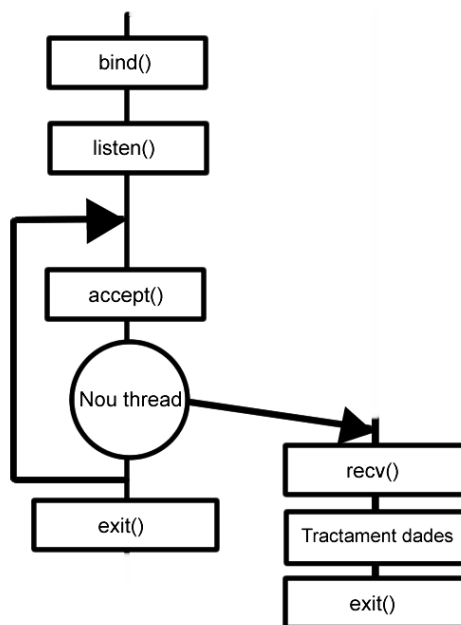 bind()
listen()
accept()
Nou thread
exit()
recv()
Tractament dades
exit()